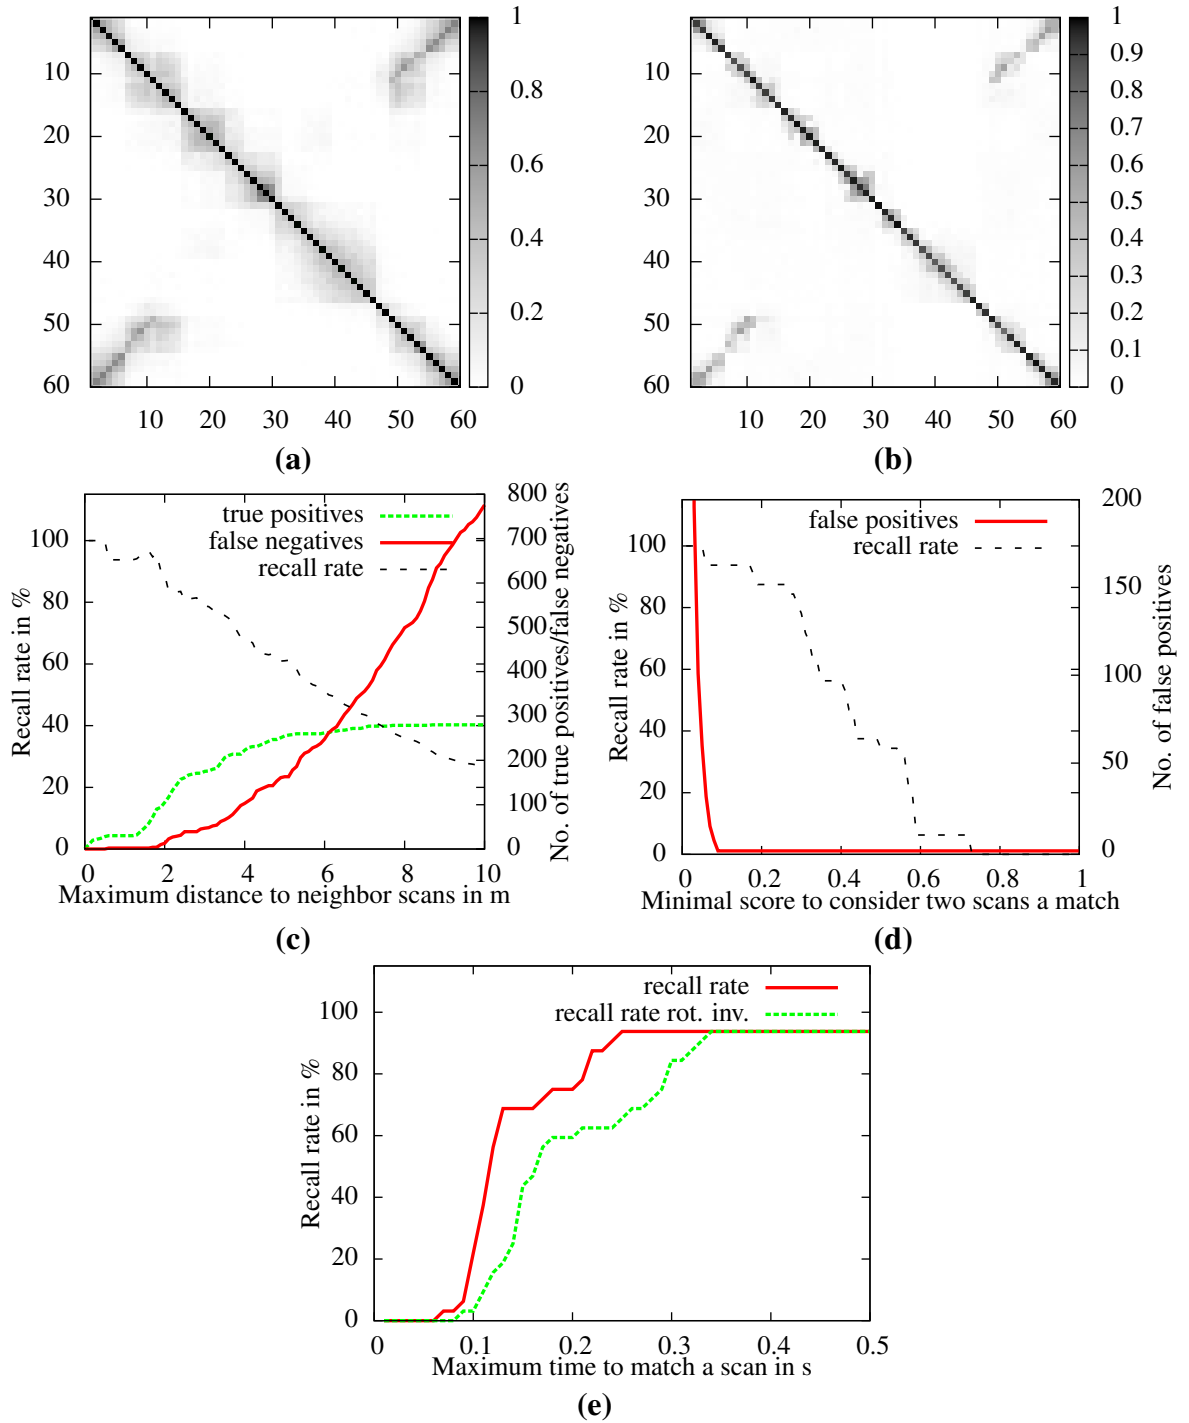 1
0.8
0.6
0.4
0.2
0
10
20
30
40
50
60
10 20 30 40 50 60
(a)
1
0.9
0.8
0.7
0.6
0.5
0.4
0.3
0.2
0.1
0
10
20
30
40
50
60
10 20 30 40 50 60
(b)
true positives
false negatives
recall rate
Recall rate in %
100
80
60
40
20
0
No. of true positives/false negatives
800
700
600
500
400
300
200
100
0
0 2 4 6 8 10
Maximum distance to neighbor scans in m
(c)
false positives
recall rate
Recall rate in %
100
80
60
40
20
0
No. of false positives
200
150
100
50
0
0 0.2 0.4 0.6 0.8 1
Minimal score to consider two scans a match
(d)
recall rate
recall rate rot. inv.
Recall rate in %
100
80
60
40
20
0
0 0.1 0.2 0.3 0.4 0.5
Maximum time to match a scan in s
(e)